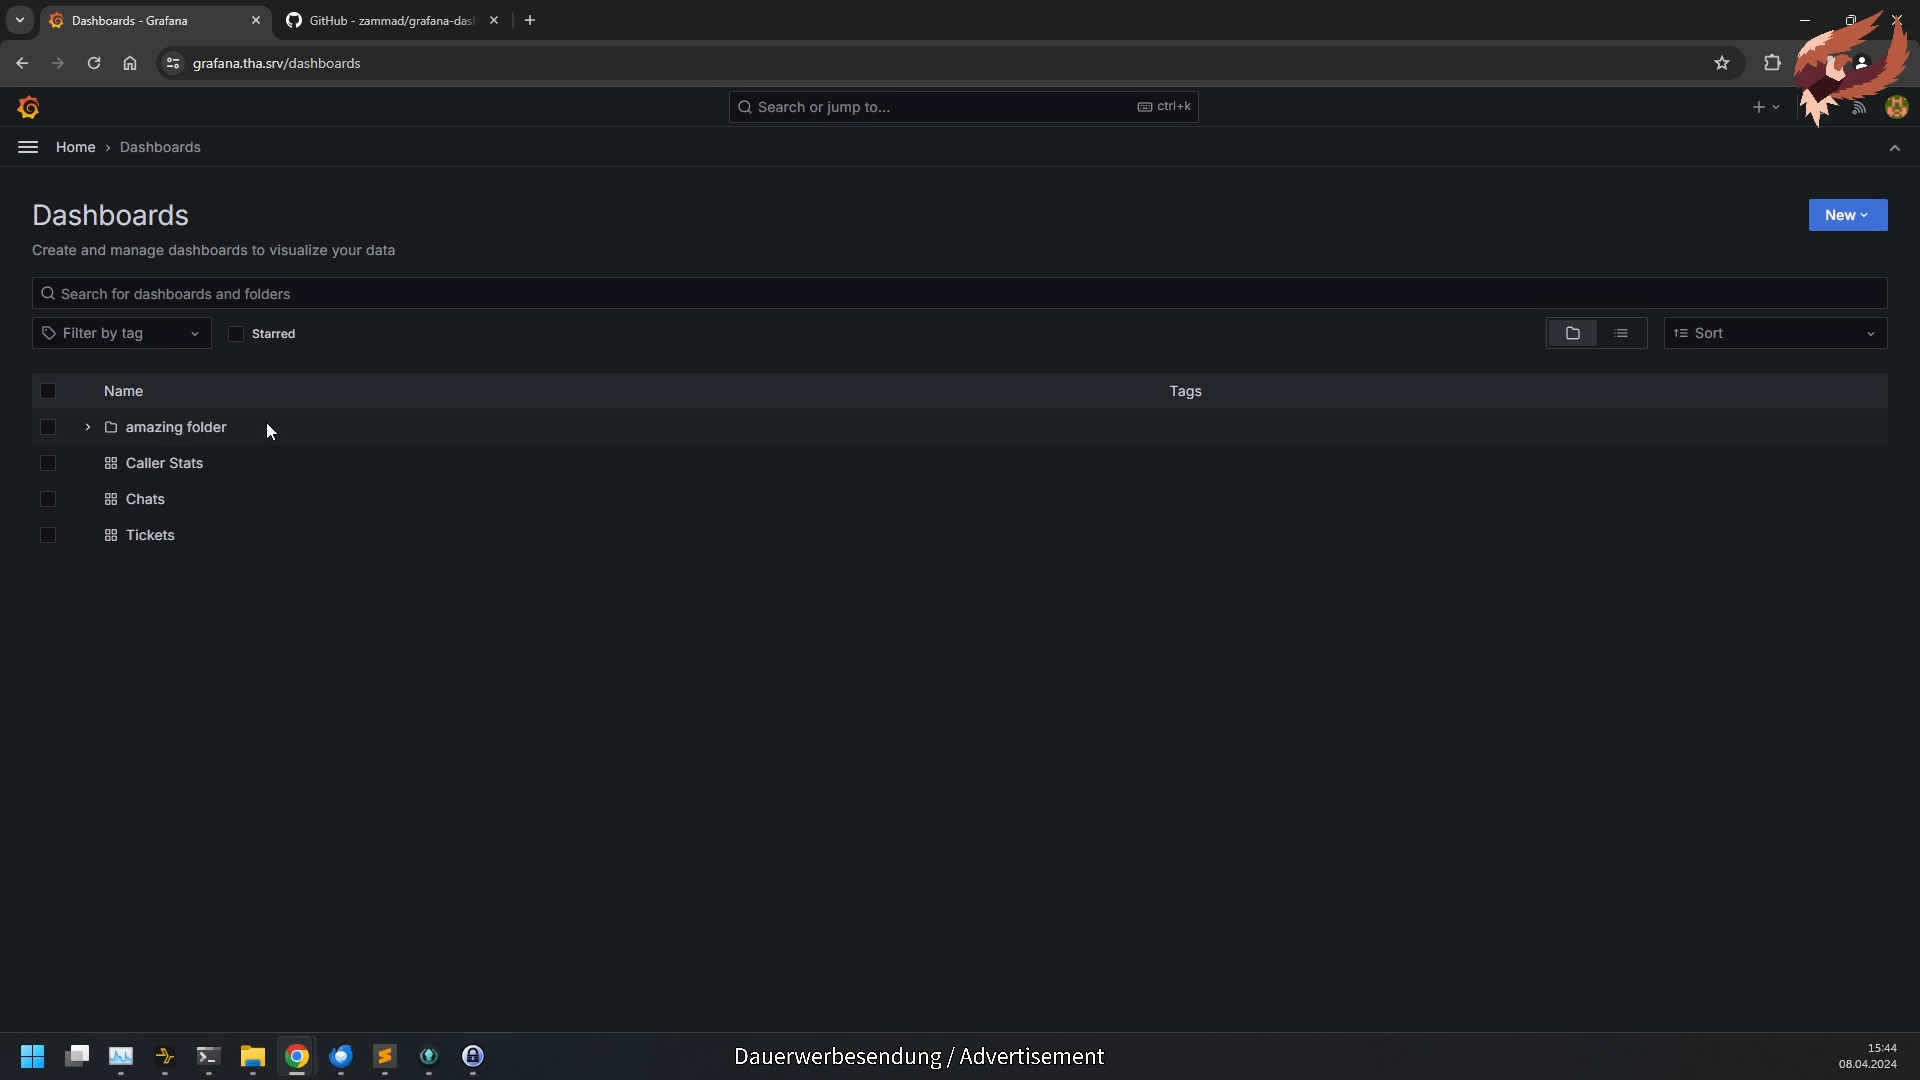 Dashboards - Grafana
GitHub - zammad/grafana-das
grafana.tha.srv/dashboards
Search or jump to...
ctrl+k
Home
Dashboards
Dashboards
New
Create and manage dashboards to visualize your data
Search for dashboards and folders
Filter by tag
Starred
Sort
Name
Tags
amazing folder
Caller Stats
Chats
Tickets
Dauerwerbesendung / Advertisement
15:44
08.04.2024